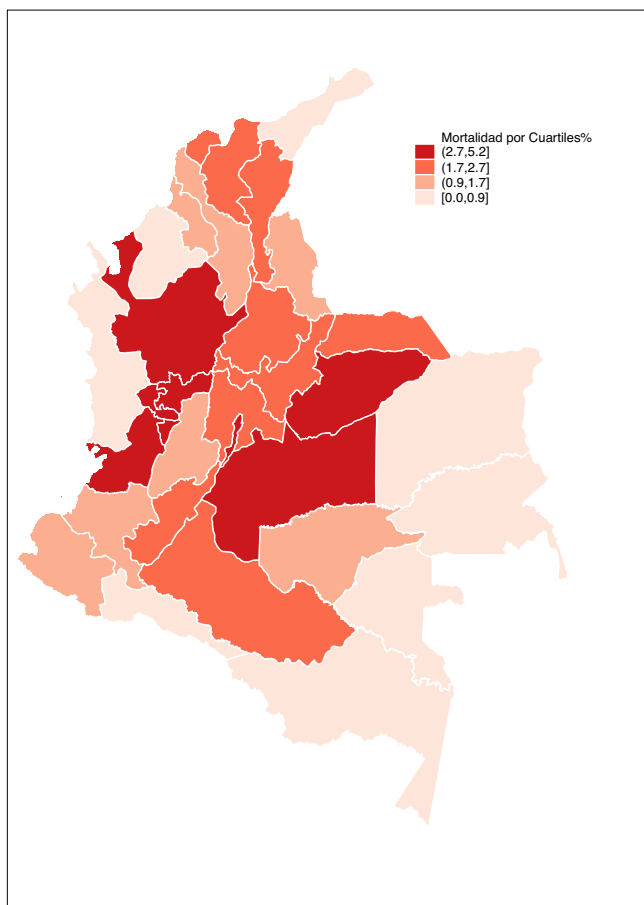 Mortalidad por Cuartiles%
(2.7,5.2]
(1.7,2.7]
(0.9,1.7]
[0.0,0.9]